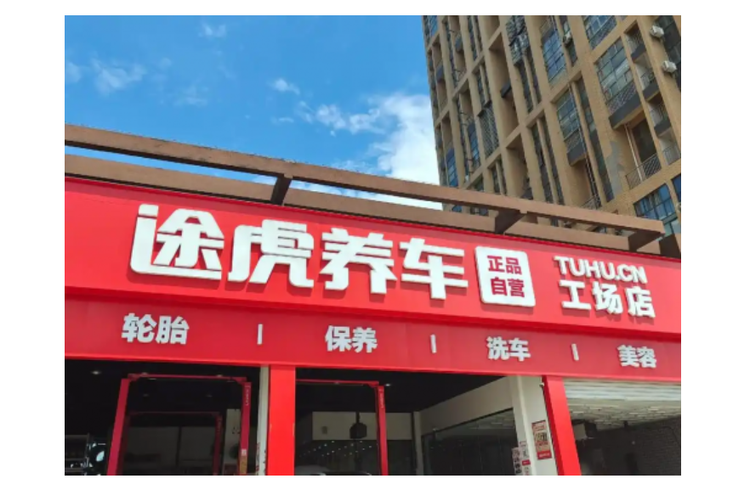 途虎养车
正品
自营
TUHU.CN
工场店
轮胎 | 保养 | 洗车 | 美容